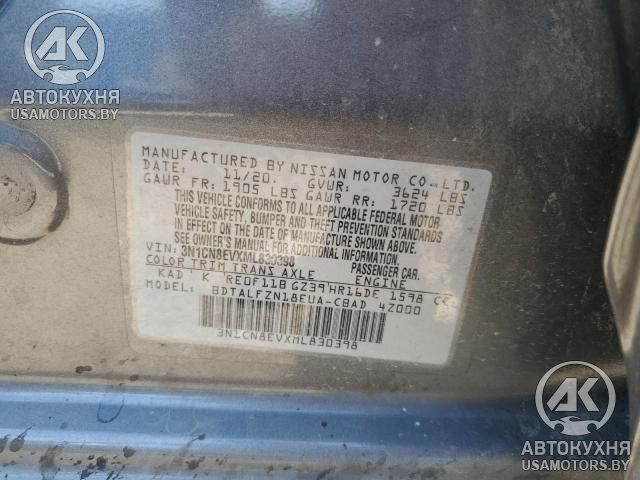 AK
АВТОКУХНЯ
USAMOTORS.BY
MANUFACTURED BY NISSAN MOTOR CO., LTD.
DATE: 11/20. GVWR: 3624 LBS
GAWR FR: 1905 LBS GAWR RR: 1720 LBS
THIS VEHICLE CONFORMS TO ALL APPLICABLE FEDERAL MOTOR
VEHICLE SAFETY, BUMPER AND THEFT PREVENTION STANDARDS
IN EFFECT ON THE DATE OF MANUFACTURE SHOWN ABOVE.
SEE OWNER'S MANUAL FOR ADDITIONAL INFORMATION
VIN: 3N1CN8EVXML830398 PASSENGER CAR.
COLOR TRIM TRANS AXLE ENGINE
KAD K RE0F11B GZ39 HR16DE 1598 CC
MODEL: BDTALFZN18EUA-CBAD 4Z000
3N1CN8EVXML830398
AK
АВТОКУХНЯ
USAMOTORS.BY